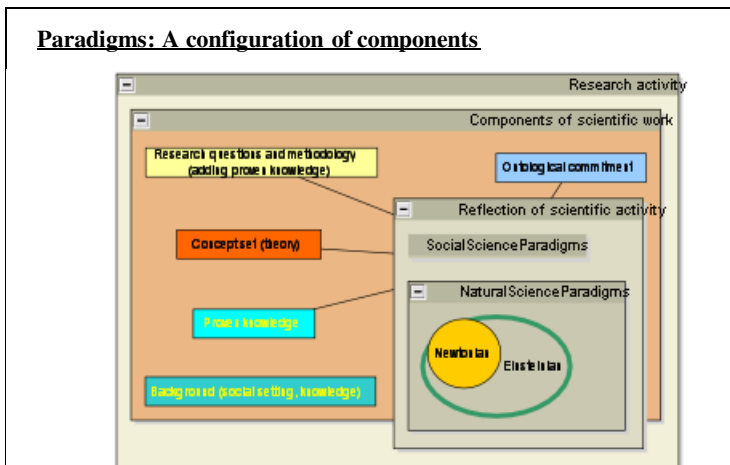 Paradigms: A configuration of components
Research activity
Components of scientific work
Research questions and methodology
(adding proven knowledge)
Ontological commitment
Reflection of scientific activity
Concept set (theory)
Social Science Paradigms
Natural Science Paradigms
Proven knowledge
Newtonian
Einsteinian
Background (social setting, knowledge)